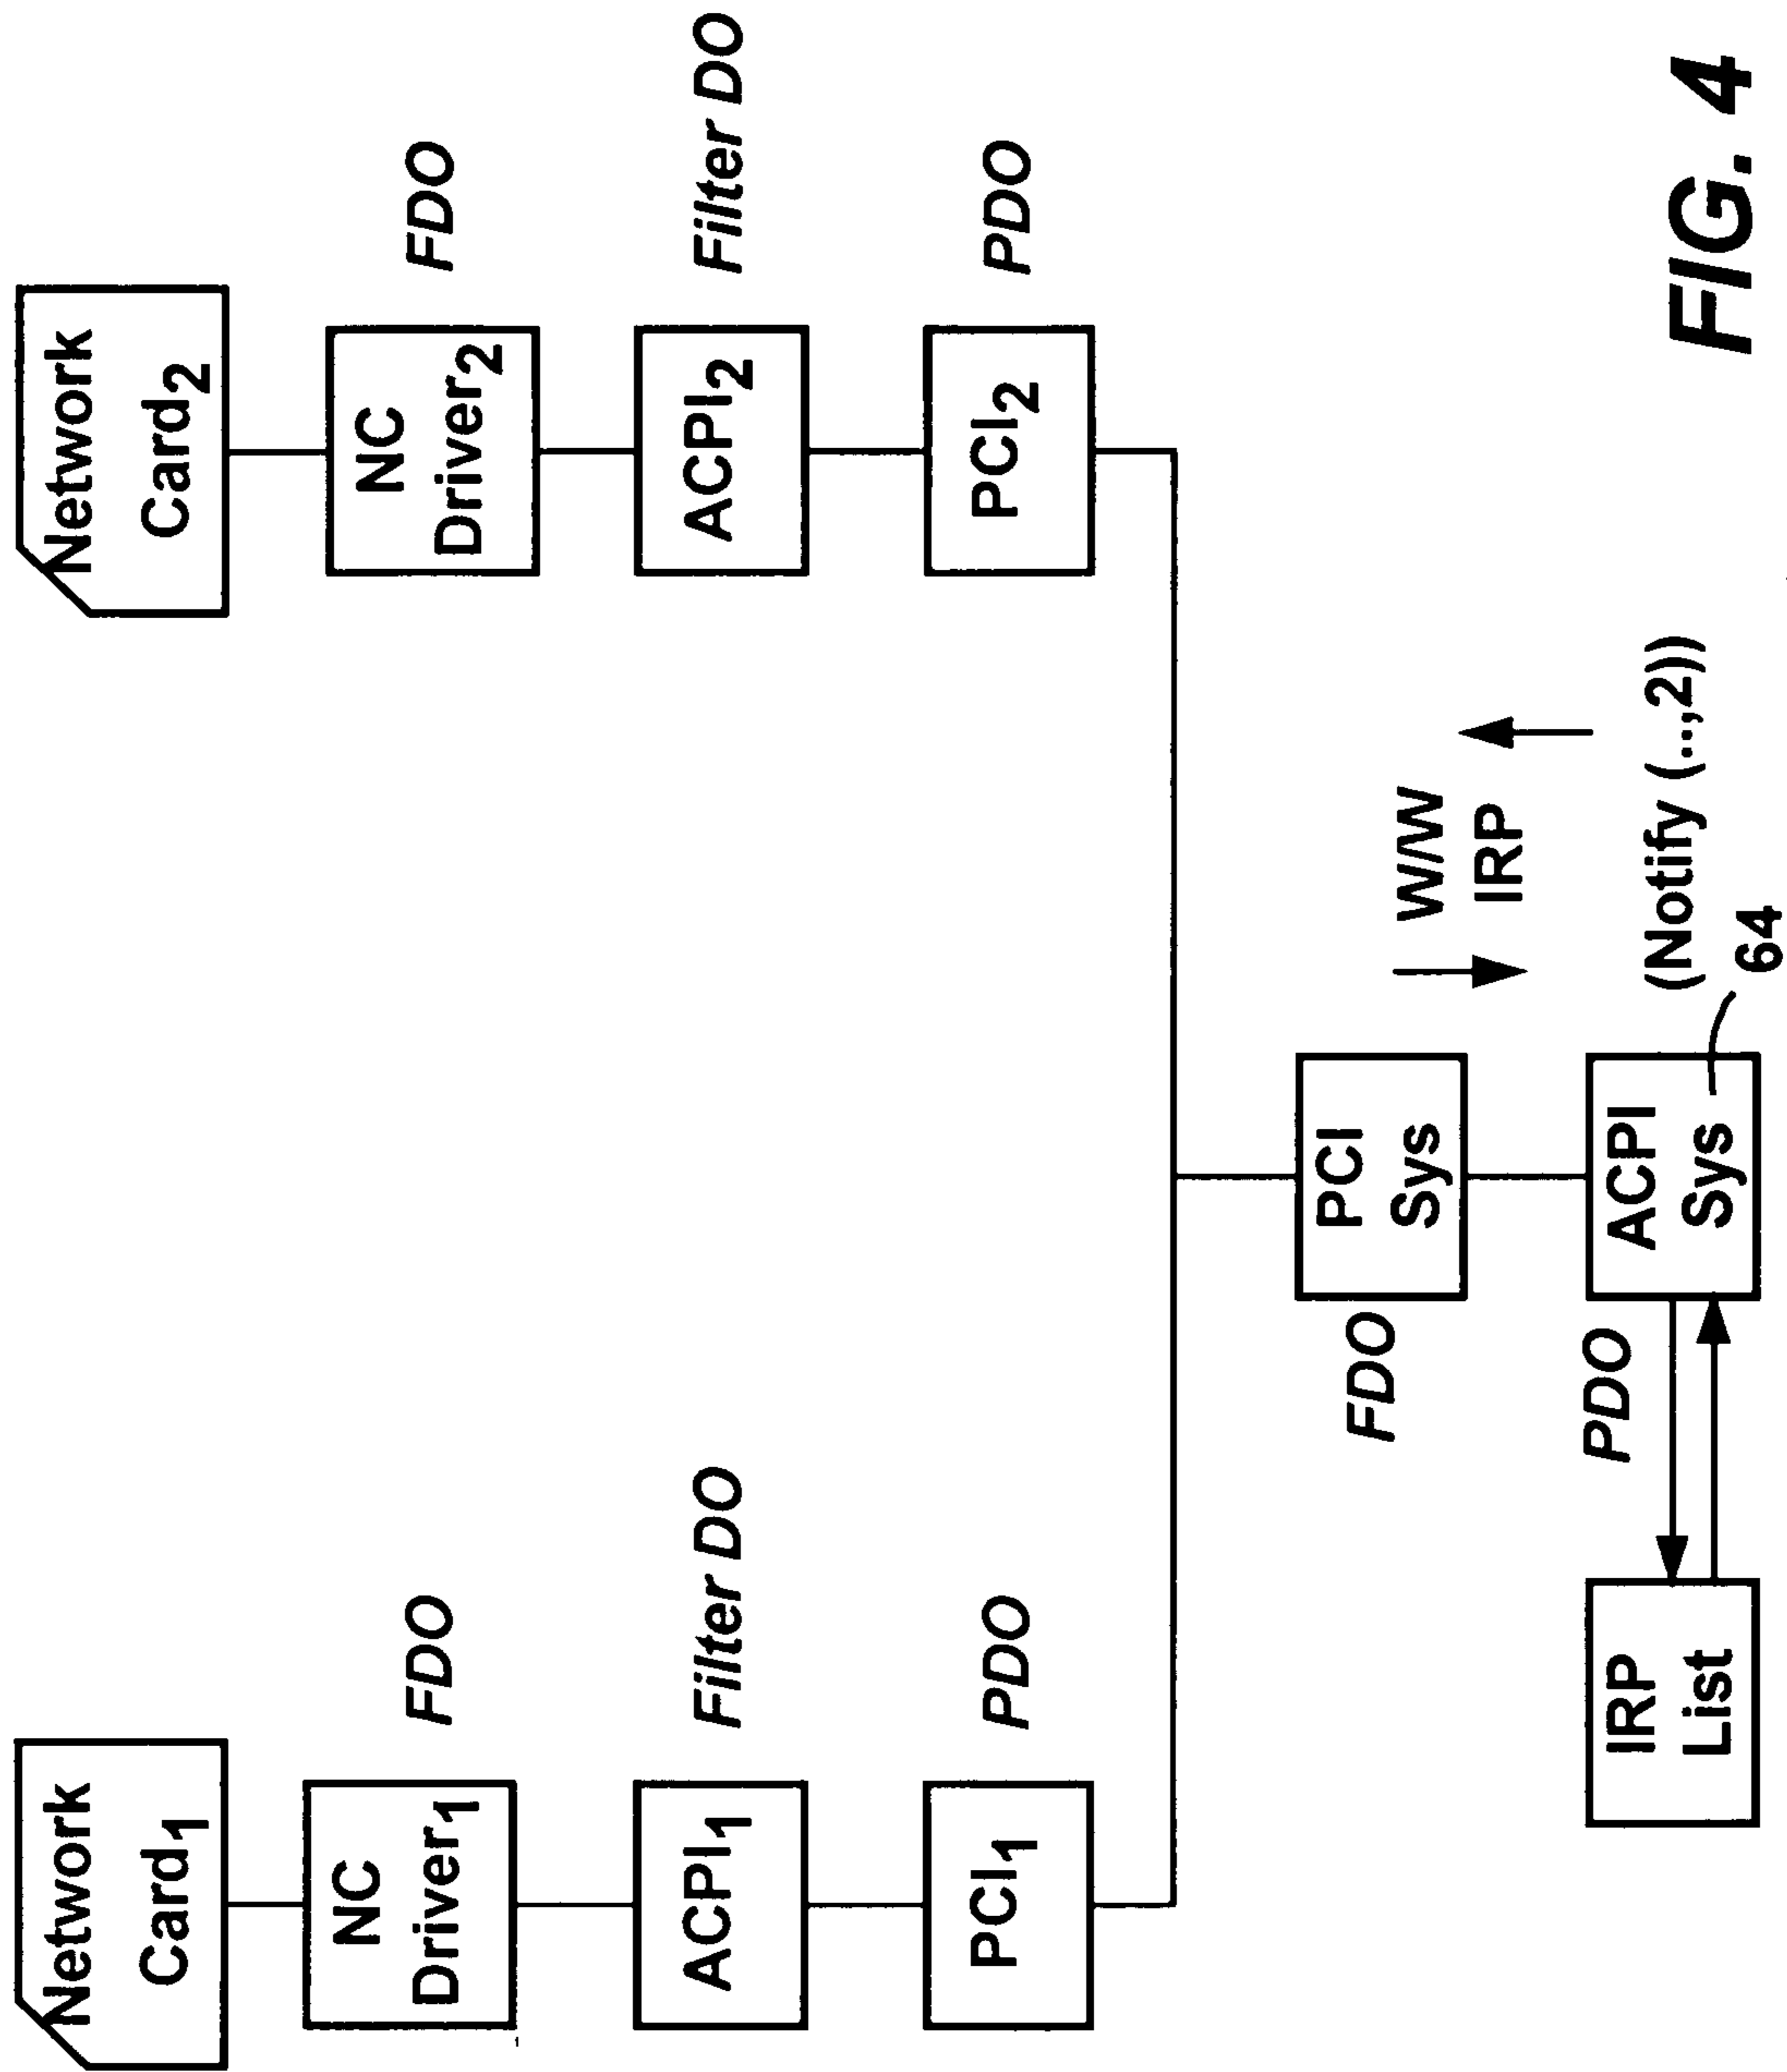 Network
Card1
NC
Driver1
FDO
ACPI1
Filter DO
PCI1
PDO
Network
Card2
NC
Driver2
FDO
ACPI2
Filter DO
PCI2
PDO
PCI
Sys
FDO
W/W
IRP
ACPI
Sys
PDO
(Notify (..,2))
64
IRP
List
FIG. 4